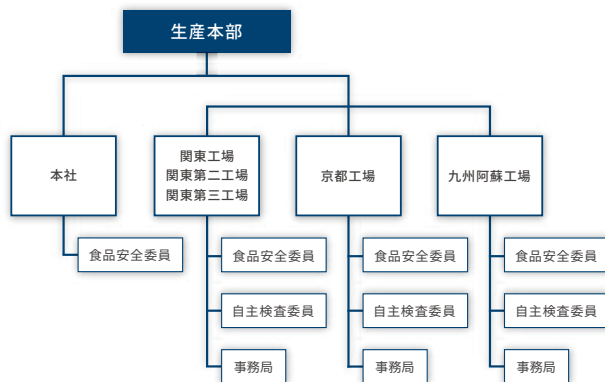 生産本部
本社
関東工場
関東第二工場
関東第三工場
京都工場
九州阿蘇工場
食品安全委員
食品安全委員
食品安全委員
食品安全委員
自主検査委員
自主検査委員
自主検査委員
事務局
事務局
事務局